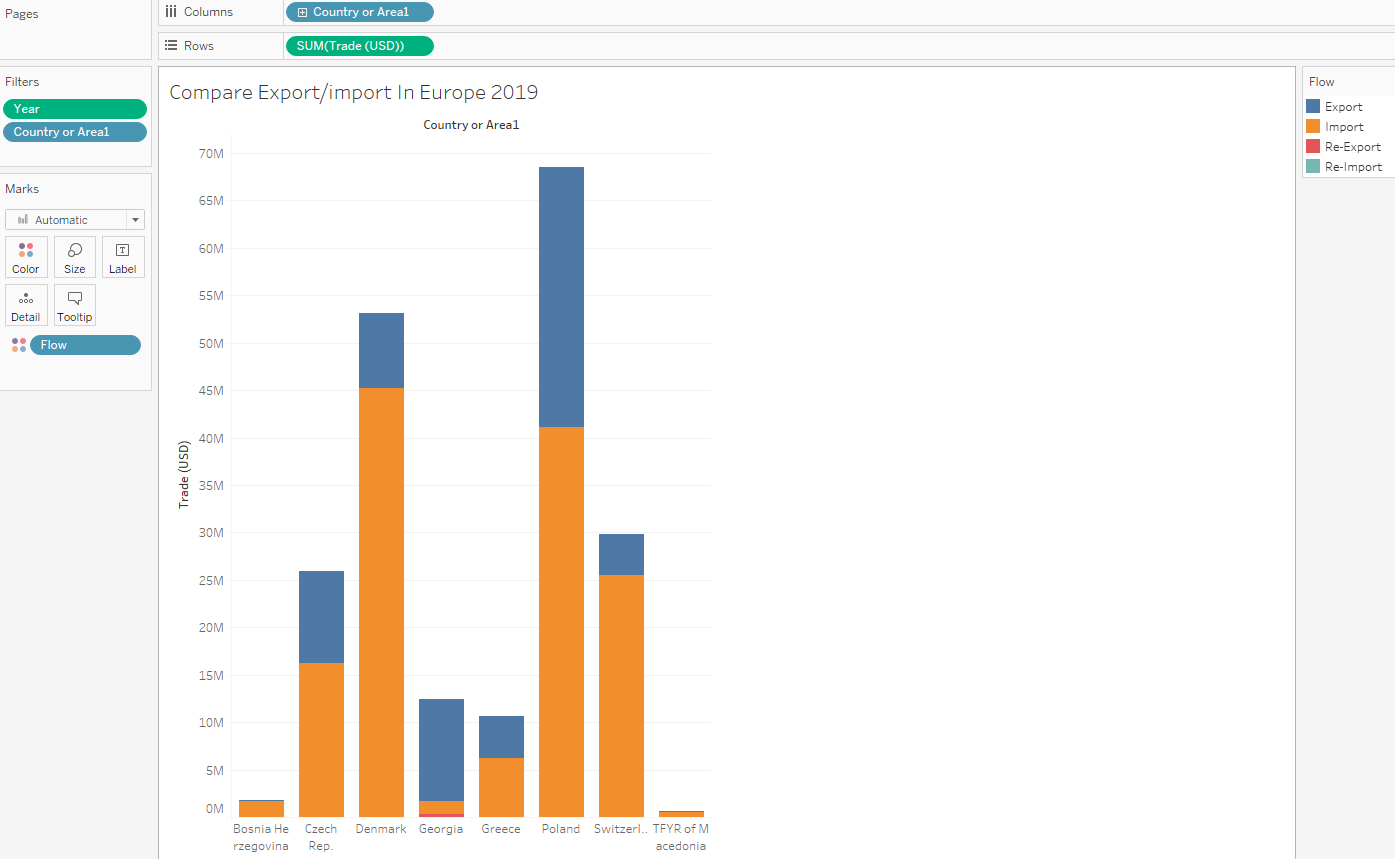 Pages
Columns
Country or Area1
Rows
SUM(Trade (USD))
Filters
Year
Country or Area1
Marks
Automatic
Color
Size
Label
Detail
Tooltip
Flow
Compare Export/import In Europe 2019
Country or Area1
70M
65M
60M
55M
50M
45M
40M
35M
30M
25M
20M
15M
10M
5M
0M
Trade (USD)
Bosnia He
rzegovina
Czech
Rep.
Denmark
Georgia
Greece
Poland
Switzerl..
TFYR of M
acedonia
Flow
Export
Import
Re-Export
Re-Import